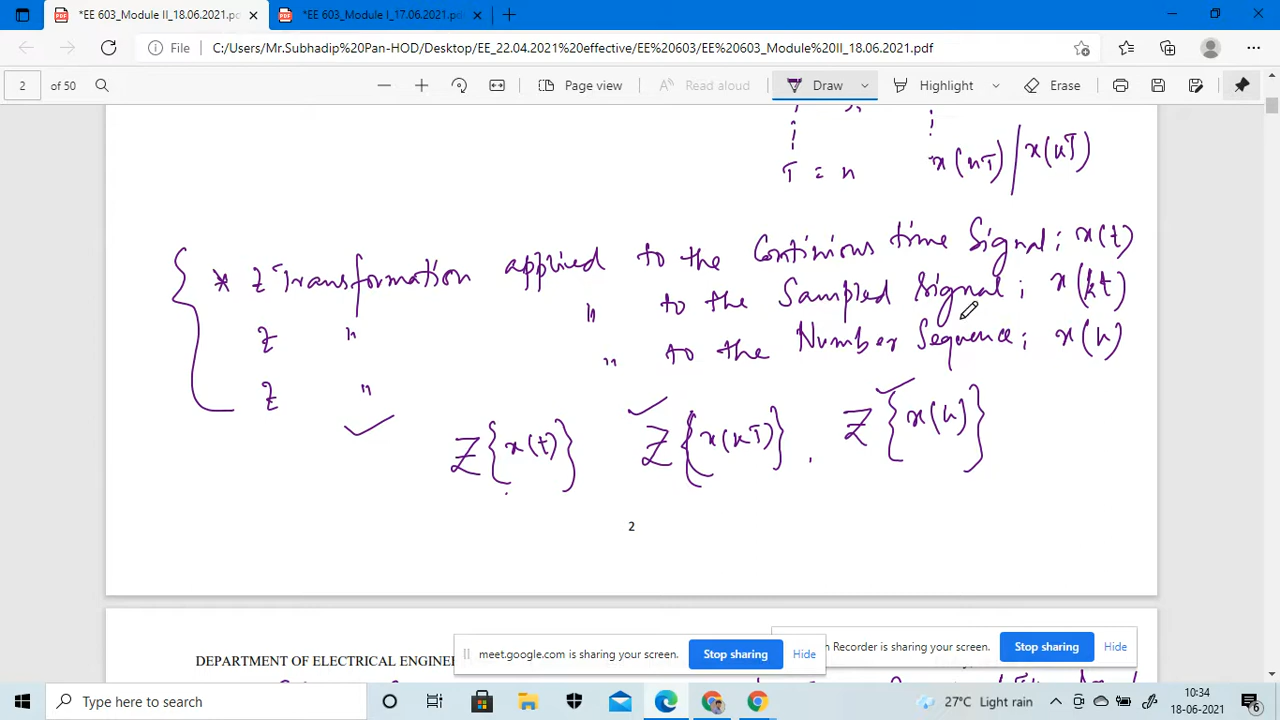 *EE 603_Module II_18.06.2021.pd
*EE 603_Module I_17.06.2021.pdf
File
C:/Users/Mr.Subhadip%20Pan-HOD/Desktop/EE_22.04.2021%20effective/EE%20603/EE%20603_Module%20II_18.06.2021.pdf
2 of 50
Page view
Read aloud
Draw
Highlight
Erase
T = n x(nT) / x(kT)
* Z Transformation applied to the Continious time Signal; x(t)
Z " " to the Sampled Signal; x(kt)
Z " " to the Number Sequence; x(k)
Z{x(t)} Z{x(kT)}, Z{x(k)}
2
DEPARTMENT OF ELECTRICAL ENGINE
meet.google.com is sharing your screen.
Stop sharing
Hide
Recorder is sharing your screen.
Stop sharing
Hide
Type here to search
27°C Light rain
10:34
18-06-2021
6